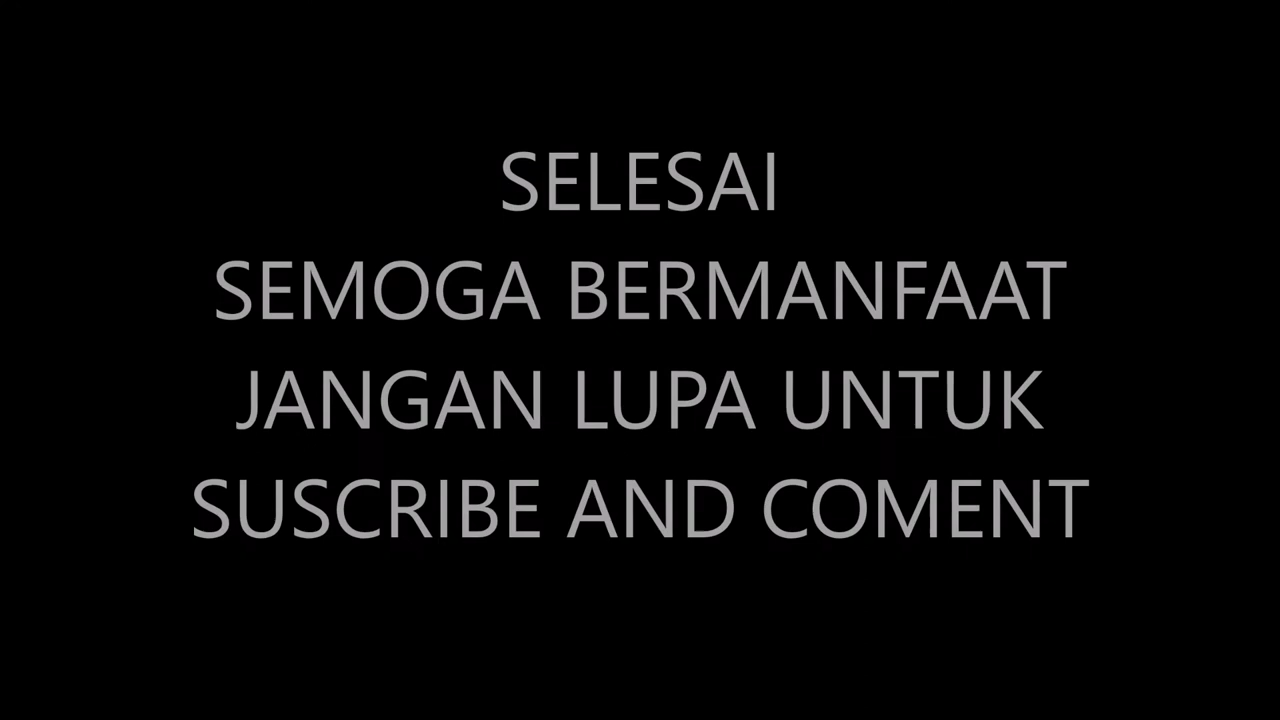 SELESAI
SEMOGA BERMANFAAT
JANGAN LUPA UNTUK
SUSCRIBE AND COMENT